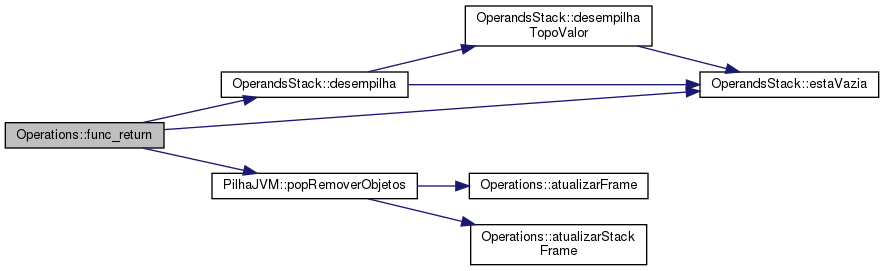 OperandsStack::desempilha
TopoValor
OperandsStack::desempilha
OperandsStack::estaVazia
Operations::func_return
PilhaJVM::popRemoverObjetos
Operations::atualizarFrame
Operations::atualizarStack
Frame